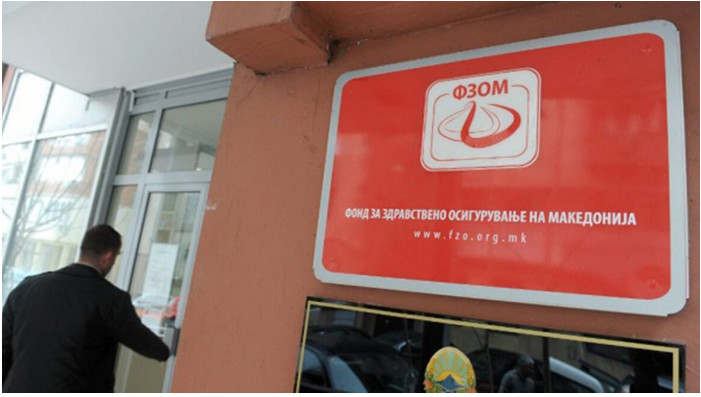 ФЗОМ
ФОНД ЗА ЗДРАВСТВЕНО ОСИГУРУВАЊЕ НА МАКЕДОНИЈА
www.fzo.org.mk